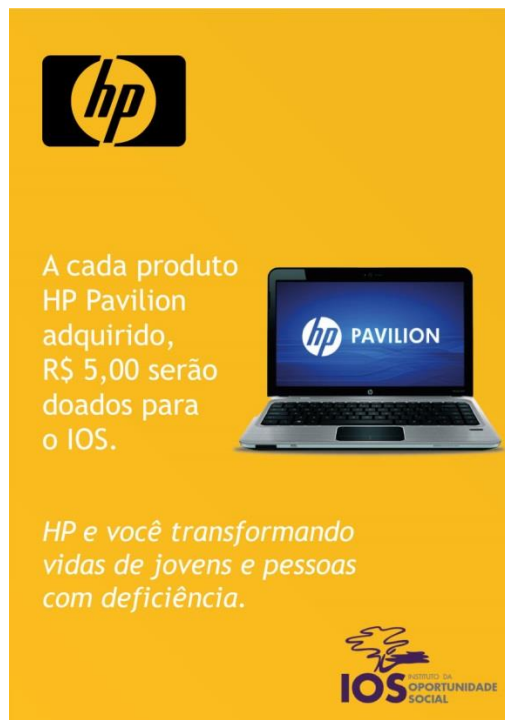 hp
A cada produto
HP Pavilion
adquirido,
R$ 5,00 serão
doados para
o IOS.
hp PAVILION
HP e você transformando
vidas de jovens e pessoas
com deficiência.
IOS INSTITUTO DA
OPORTUNIDADE
SOCIAL